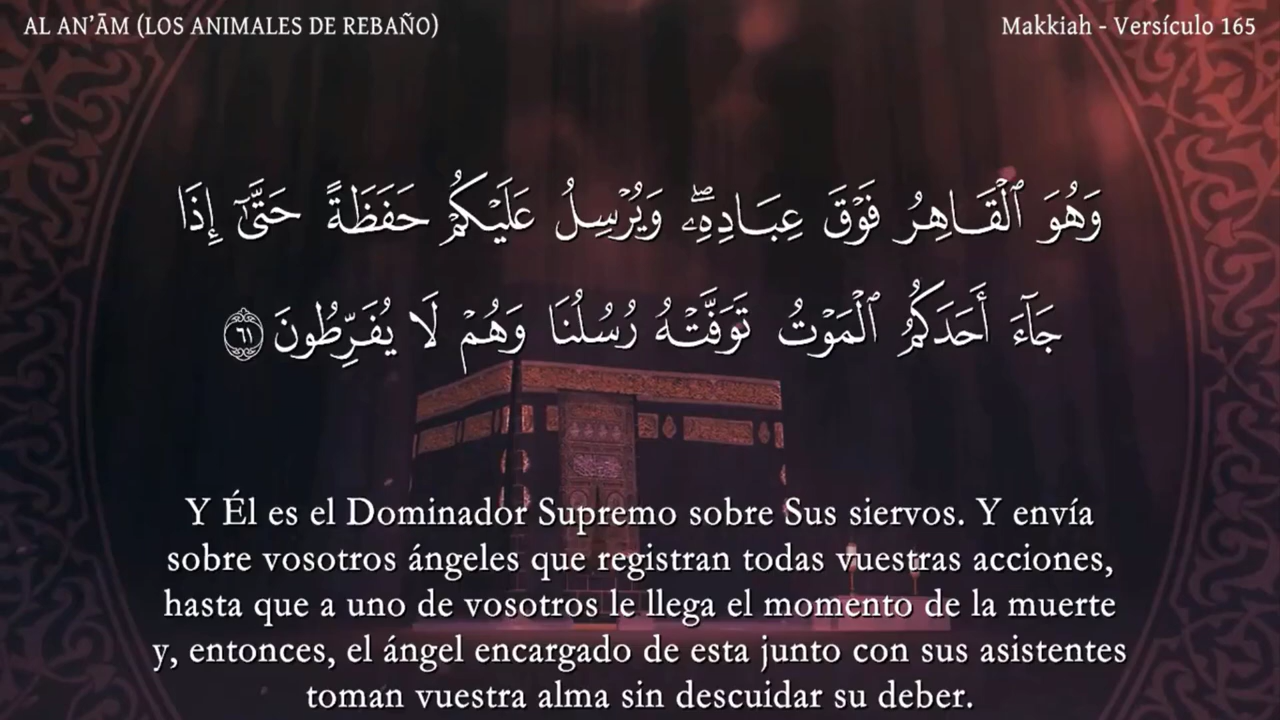 AL AN’ĀM (LOS ANIMALES DE REBAÑO)
Makkiah - Versículo 165
وَهُوَ ٱلْقَاهِرُ فَوْقَ عِبَادِهِۦۖ وَيُرْسِلُ عَلَيْكُمْ حَفَظَةً حَتَّىٰٓ إِذَا
جَآءَ أَحَدَكُمُ ٱلْمَوْتُ تَوَفَّتْهُ رُسُلُنَا وَهُمْ لَا يُفَرِّطُونَ ٦١
Y Él es el Dominador Supremo sobre Sus siervos. Y envía
sobre vosotros ángeles que registran todas vuestras acciones,
hasta que a uno de vosotros le llega el momento de la muerte
y, entonces, el ángel encargado de esta junto con sus asistentes
toman vuestra alma sin descuidar su deber.